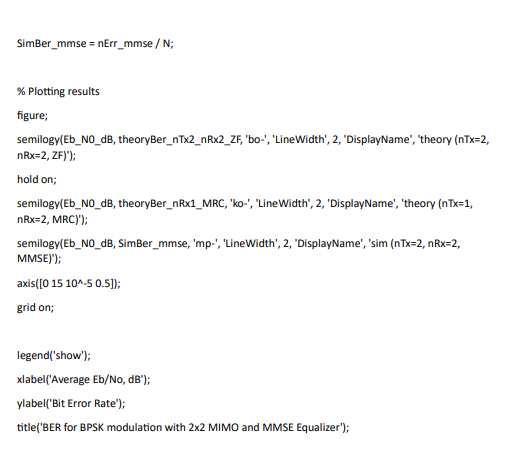 SimBer_mmse = nErr_mmse / N;
% Plotting results
figure;
semilogy(Eb_N0_dB, theoryBer_nTx2_nRx2_ZF, 'bo-', 'LineWidth', 2, 'DisplayName', 'theory (nTx=2,
nRx=2, ZF)');
hold on;
semilogy(Eb_N0_dB, theoryBer_nRx1_MRC, 'ko-', 'LineWidth', 2, 'DisplayName', 'theory (nTx=1,
nRx=2, MRC)');
semilogy(Eb_N0_dB, SimBer_mmse, 'mp-', 'LineWidth', 2, 'DisplayName', 'sim (nTx=2, nRx=2,
MMSE)');
axis([0 15 10^-5 0.5]);
grid on;
legend('show');
xlabel('Average Eb/No, dB');
ylabel('Bit Error Rate');
title('BER for BPSK modulation with 2x2 MIMO and MMSE Equalizer');